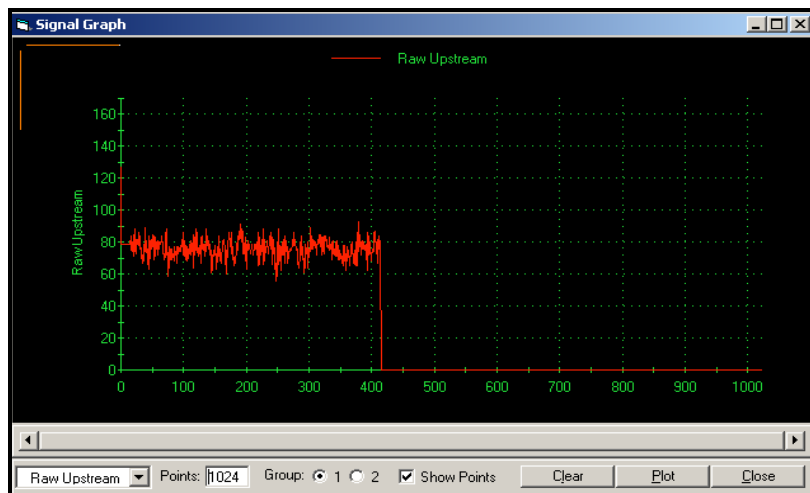 Signal Graph
Raw Upstream
160
140
120
100
80
60
40
20
0
RawUpstream
0 100 200 300 400 500 600 700 800 900 1000
Raw Upstream Points: 1024 Group: 1 2 Show Points Clear Plot Close